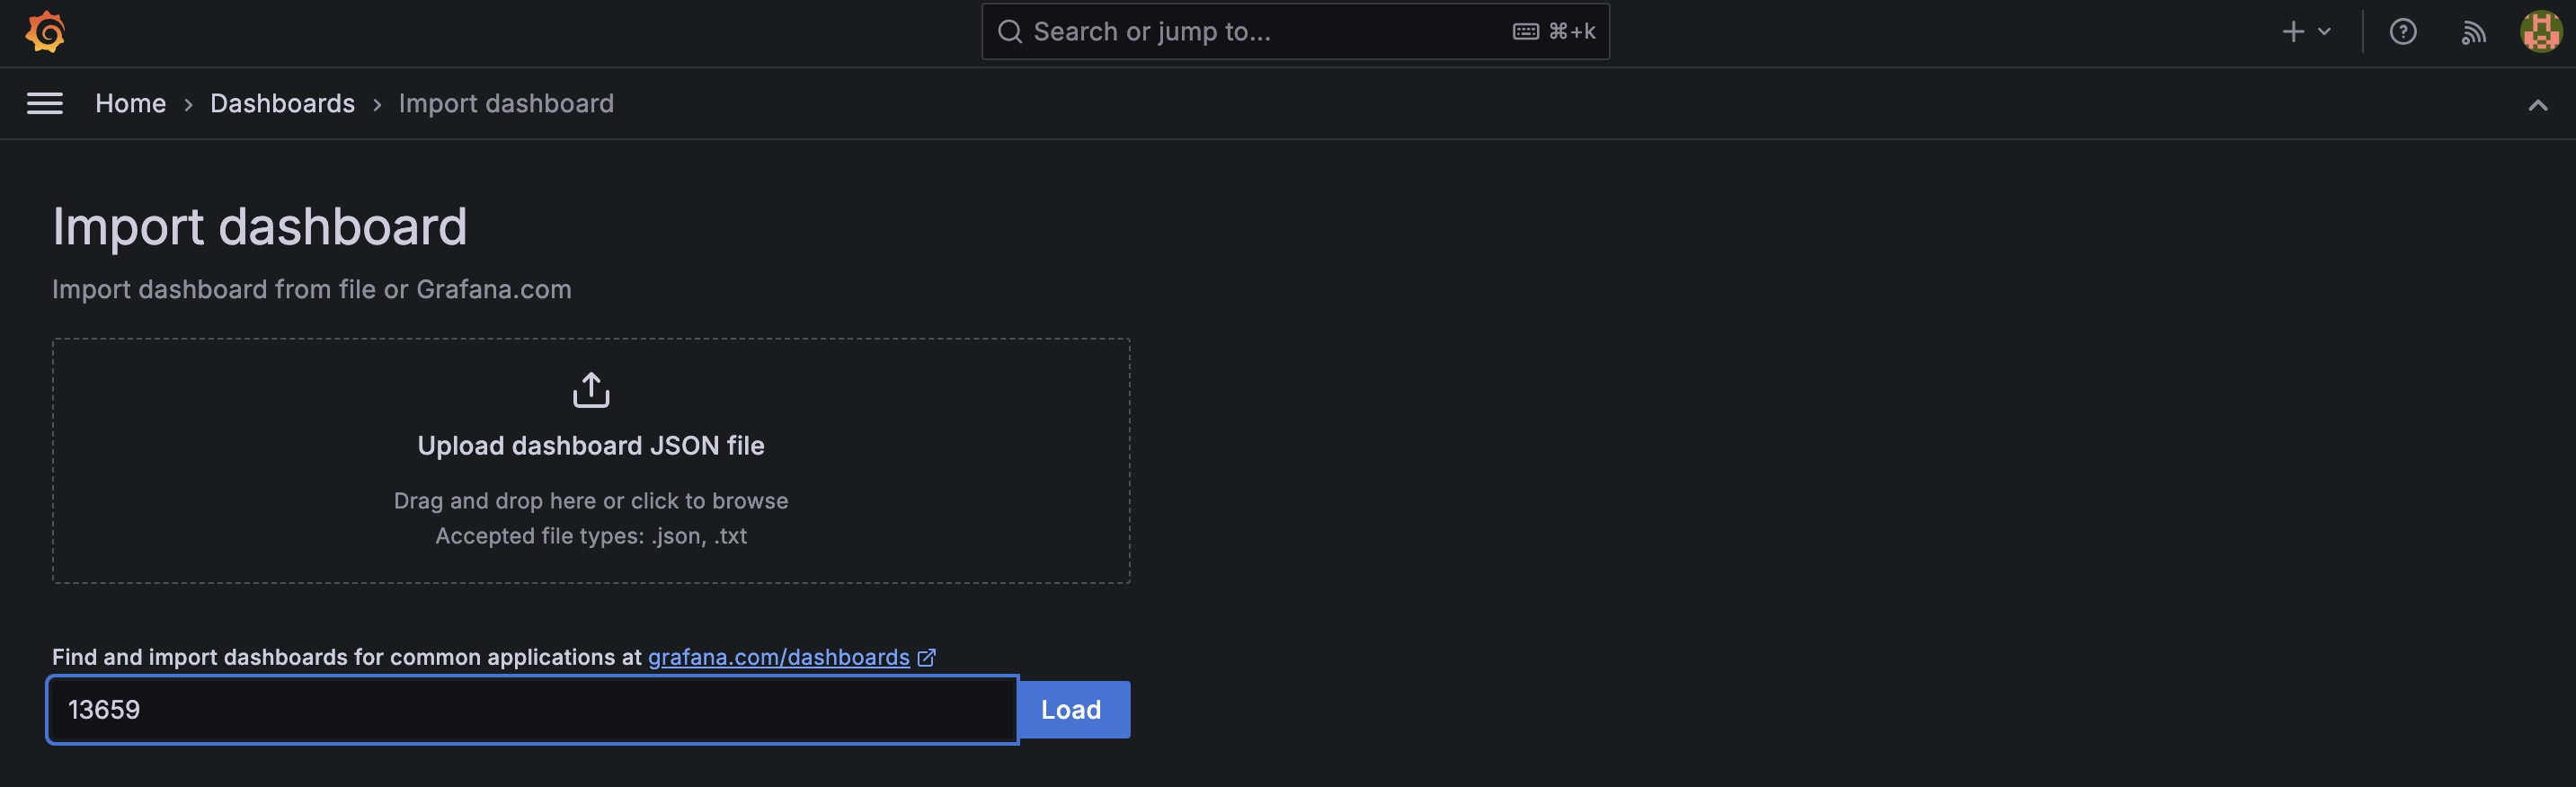 Search or jump to... ⌘+k
Home › Dashboards › Import dashboard
Import dashboard
Import dashboard from file or Grafana.com
Upload dashboard JSON file
Drag and drop here or click to browse
Accepted file types: .json, .txt
Find and import dashboards for common applications at grafana.com/dashboards
13659 Load